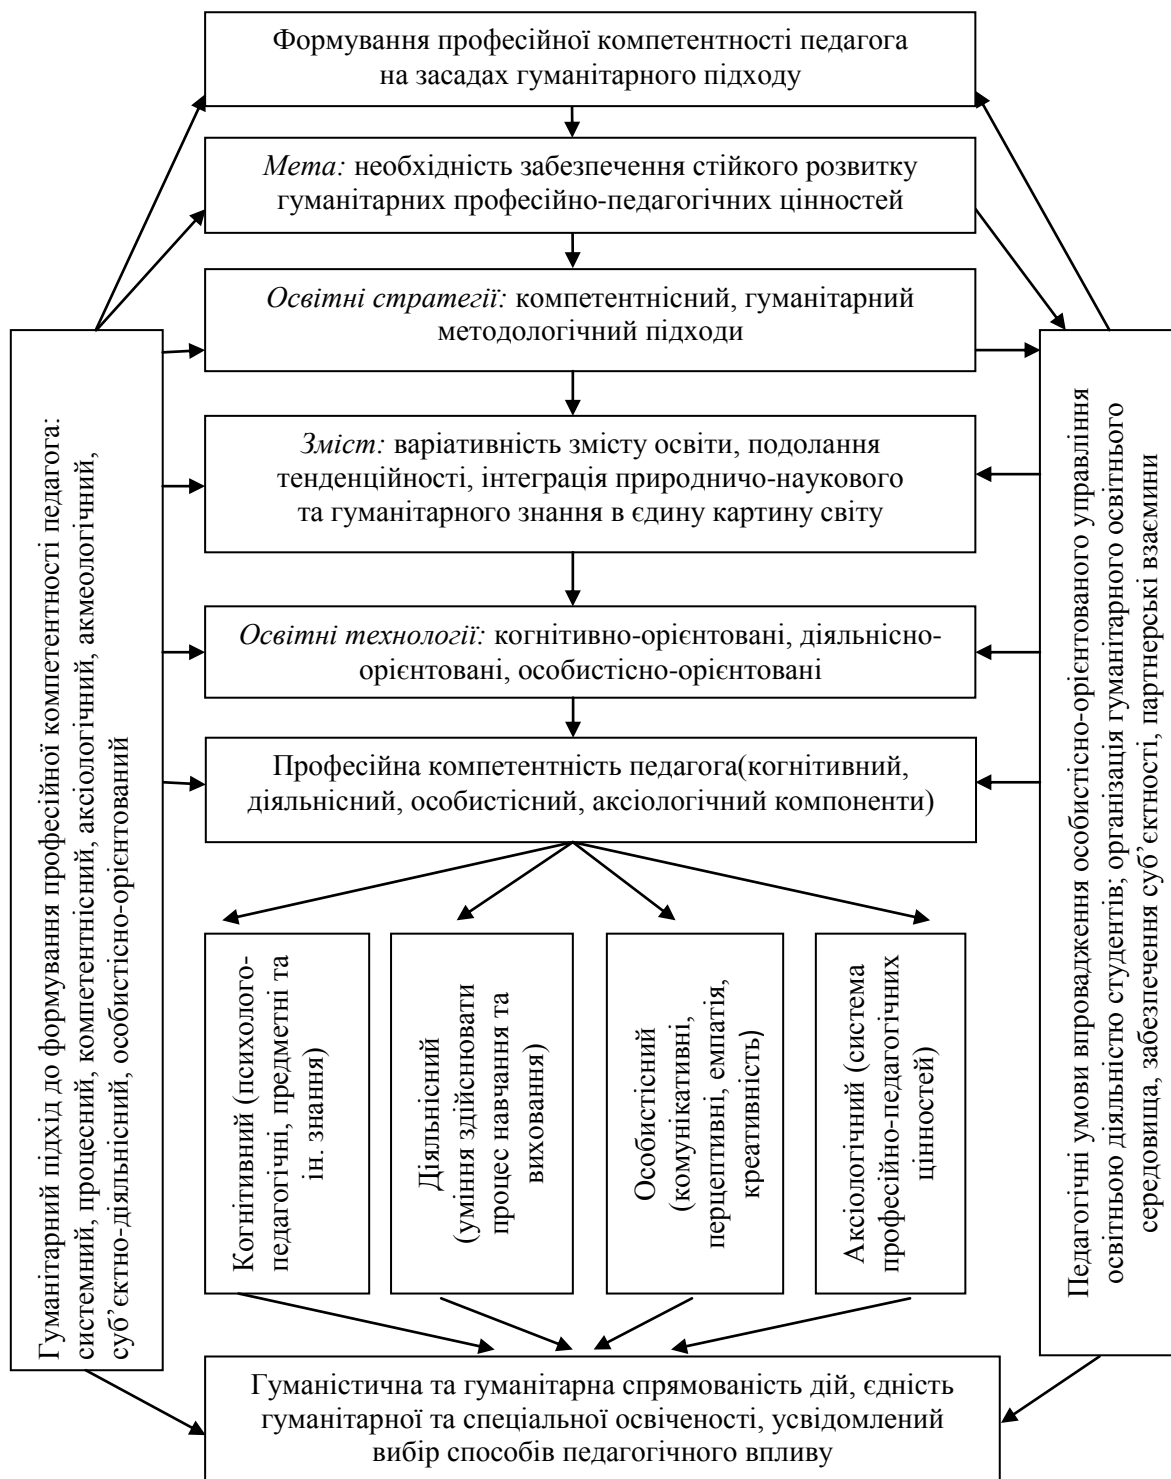 Формування професійної компетентності педагога
на засадах гуманітарного підходу
Мета: необхідність забезпечення стійкого розвитку
гуманітарних професійно-педагогічних цінностей
Освітні стратегії: компетентнісний, гуманітарний
методологічний підходи
Зміст: варіативність змісту освіти, подолання
тенденційності, інтеграція природничо-наукового
та гуманітарного знання в єдину картину світу
Освітні технології: когнітивно-орієнтовані, діяльнісно-
орієнтовані, особистісно-орієнтовані
Професійна компетентність педагога(когнітивний,
діяльнісний, особистісний, аксіологічний компоненти)
Гуманітарний підхід до формування професійної компетентності педагога:
системний, процесний, компетентнісний, аксіологічний, акмеологічний,
суб’єктно-діяльнісний, особистісно-орієнтований
Когнітивний (психолого-
педагогічні, предметні та
ін. знання)
Діяльнісний
(уміння здійснювати
процес навчання та
виховання)
Особистісний
(комунікативні,
перцептивні, емпатія,
креативність)
Аксіологічний (система
професійно-педагогічних
цінностей)
Педагогічні умови впровадження особистісно-орієнтованого управління
освітньою діяльністю студентів; організація гуманітарного освітнього
середовища, забезпечення суб’єктності, партнерські взаємини
Гуманістична та гуманітарна спрямованість дій, єдність
гуманітарної та спеціальної освіченості, усвідомлений
вибір способів педагогічного впливу